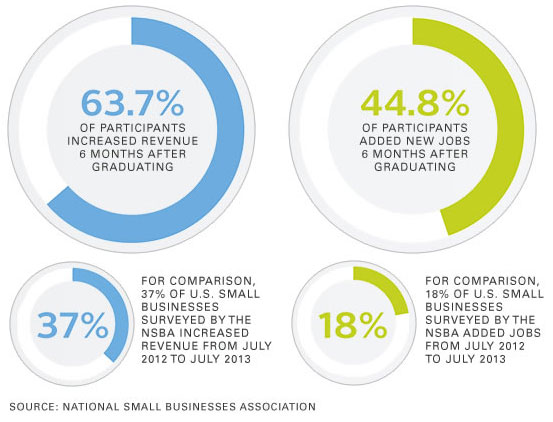 63.7%
OF PARTICIPANTS
INCREASED REVENUE
6 MONTHS AFTER
GRADUATING
44.8%
OF PARTICIPANTS
ADDED NEW JOBS
6 MONTHS AFTER
GRADUATING
37%
FOR COMPARISON,
37% OF U.S. SMALL
BUSINESSES
SURVEYED BY THE
NSBA INCREASED
REVENUE FROM JULY
2012 TO JULY 2013
18%
FOR COMPARISON,
18% OF U.S. SMALL
BUSINESSES
SURVEYED BY THE
NSBA ADDED JOBS
FROM JULY 2012
TO JULY 2013
SOURCE: NATIONAL SMALL BUSINESSES ASSOCIATION